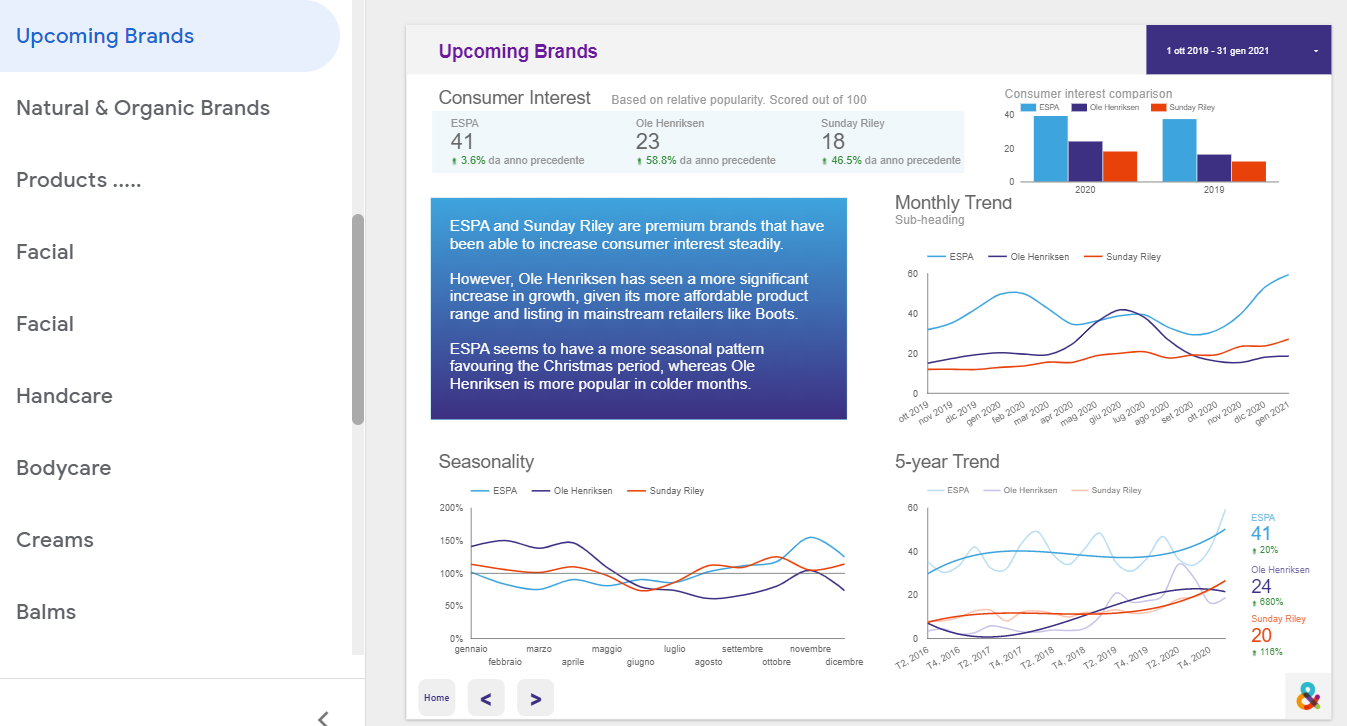 Upcoming Brands
Natural & Organic Brands
Products .....
Facial
Facial
Handcare
Bodycare
Creams
Balms
Upcoming Brands
1 ott 2019 - 31 gen 2021
Consumer Interest
Based on relative popularity. Scored out of 100
ESPA
41
3.6% da anno precedente
Ole Henriksen
23
58.8% da anno precedente
Sunday Riley
18
46.5% da anno precedente
Consumer interest comparison
ESPA Ole Henriksen Sunday Riley
40
20
0
2020 2019
ESPA and Sunday Riley are premium brands that have
been able to increase consumer interest steadily.
However, Ole Henriksen has seen a more significant
increase in growth, given its more affordable product
range and listing in mainstream retailers like Boots.
ESPA seems to have a more seasonal pattern
favouring the Christmas period, whereas Ole
Henriksen is more popular in colder months.
Monthly Trend
Sub-heading
ESPA Ole Henriksen Sunday Riley
60
40
20
0
ott 2019 nov 2019 dic 2019 gen 2020 feb 2020 mar 2020 apr 2020 mag 2020 giu 2020 lug 2020 ago 2020 set 2020 ott 2020 nov 2020 dic 2020 gen 2021
Seasonality
ESPA Ole Henriksen Sunday Riley
200%
150%
100%
50%
0%
gennaio marzo maggio luglio settembre novembre
febbraio aprile giugno agosto ottobre dicembre
5-year Trend
ESPA Ole Henriksen Sunday Riley
60
40
20
0
T2, 2016 T4, 2016 T2, 2017 T4, 2017 T2, 2018 T4, 2018 T2, 2019 T4, 2019 T2, 2020 T4, 2020
ESPA
41
20%
Ole Henriksen
24
680%
Sunday Riley
20
116%
Home < >
&